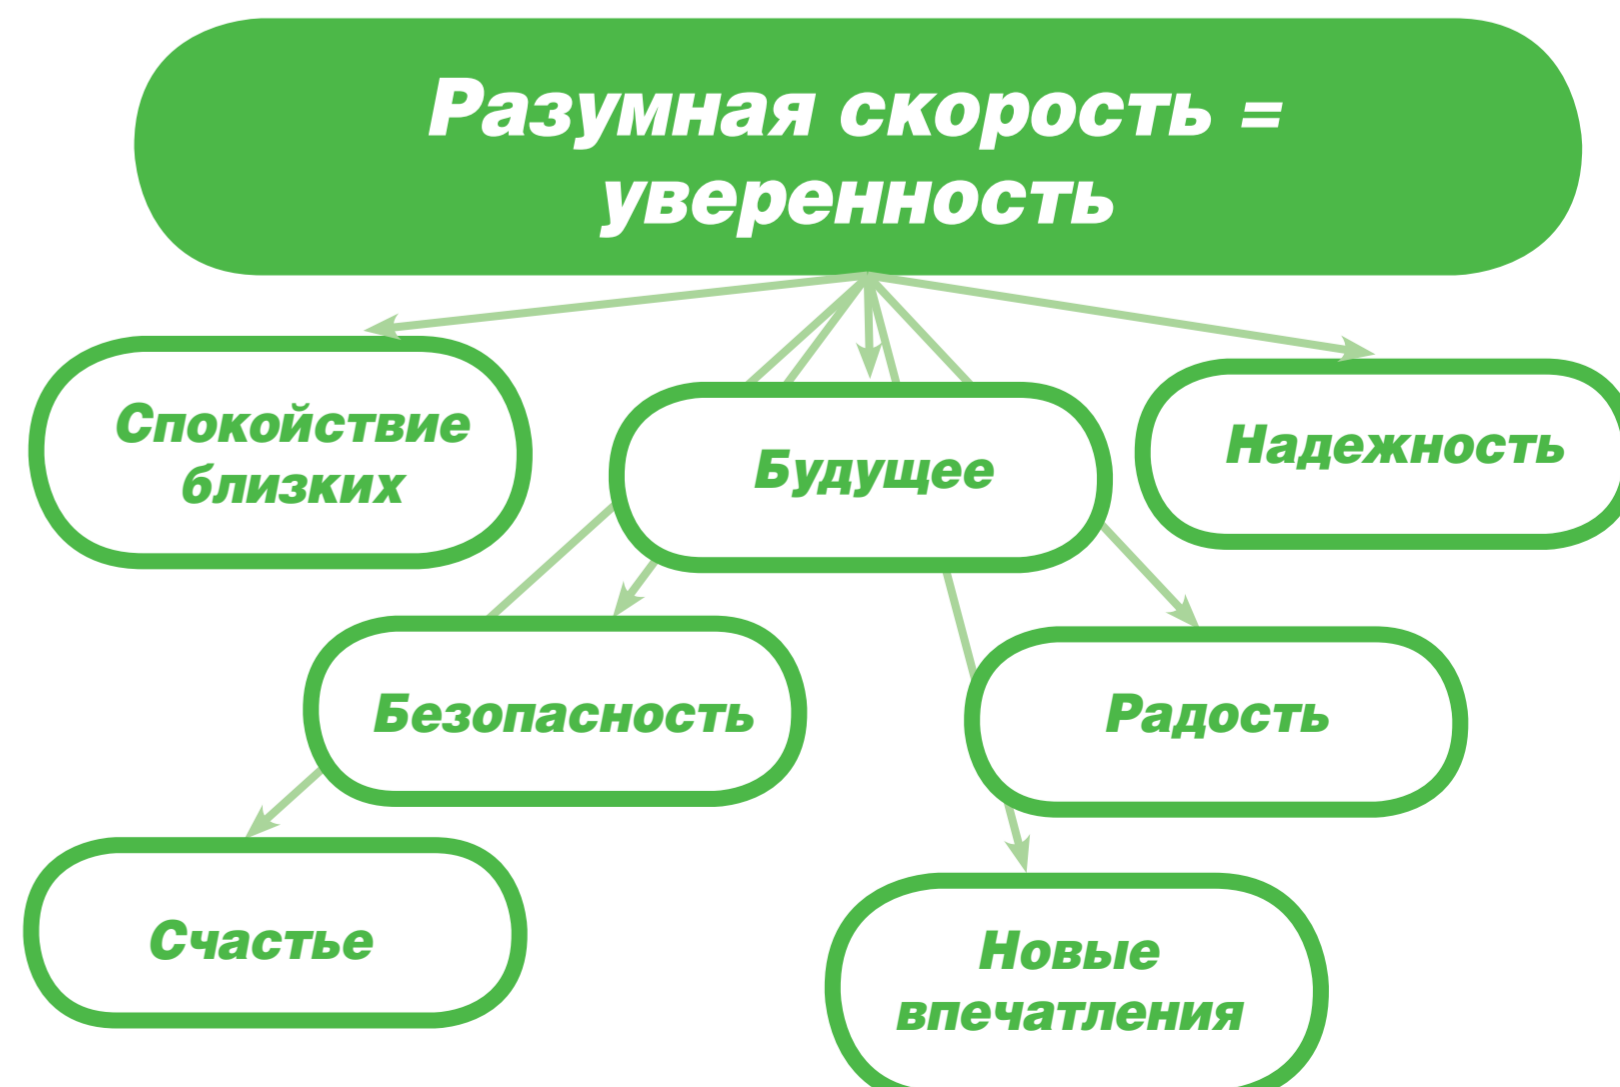 Разумная скорость =
уверенность
Спокойствие
близких
Будущее
Надежность
Безопасность
Радость
Счастье
Новые
впечатления